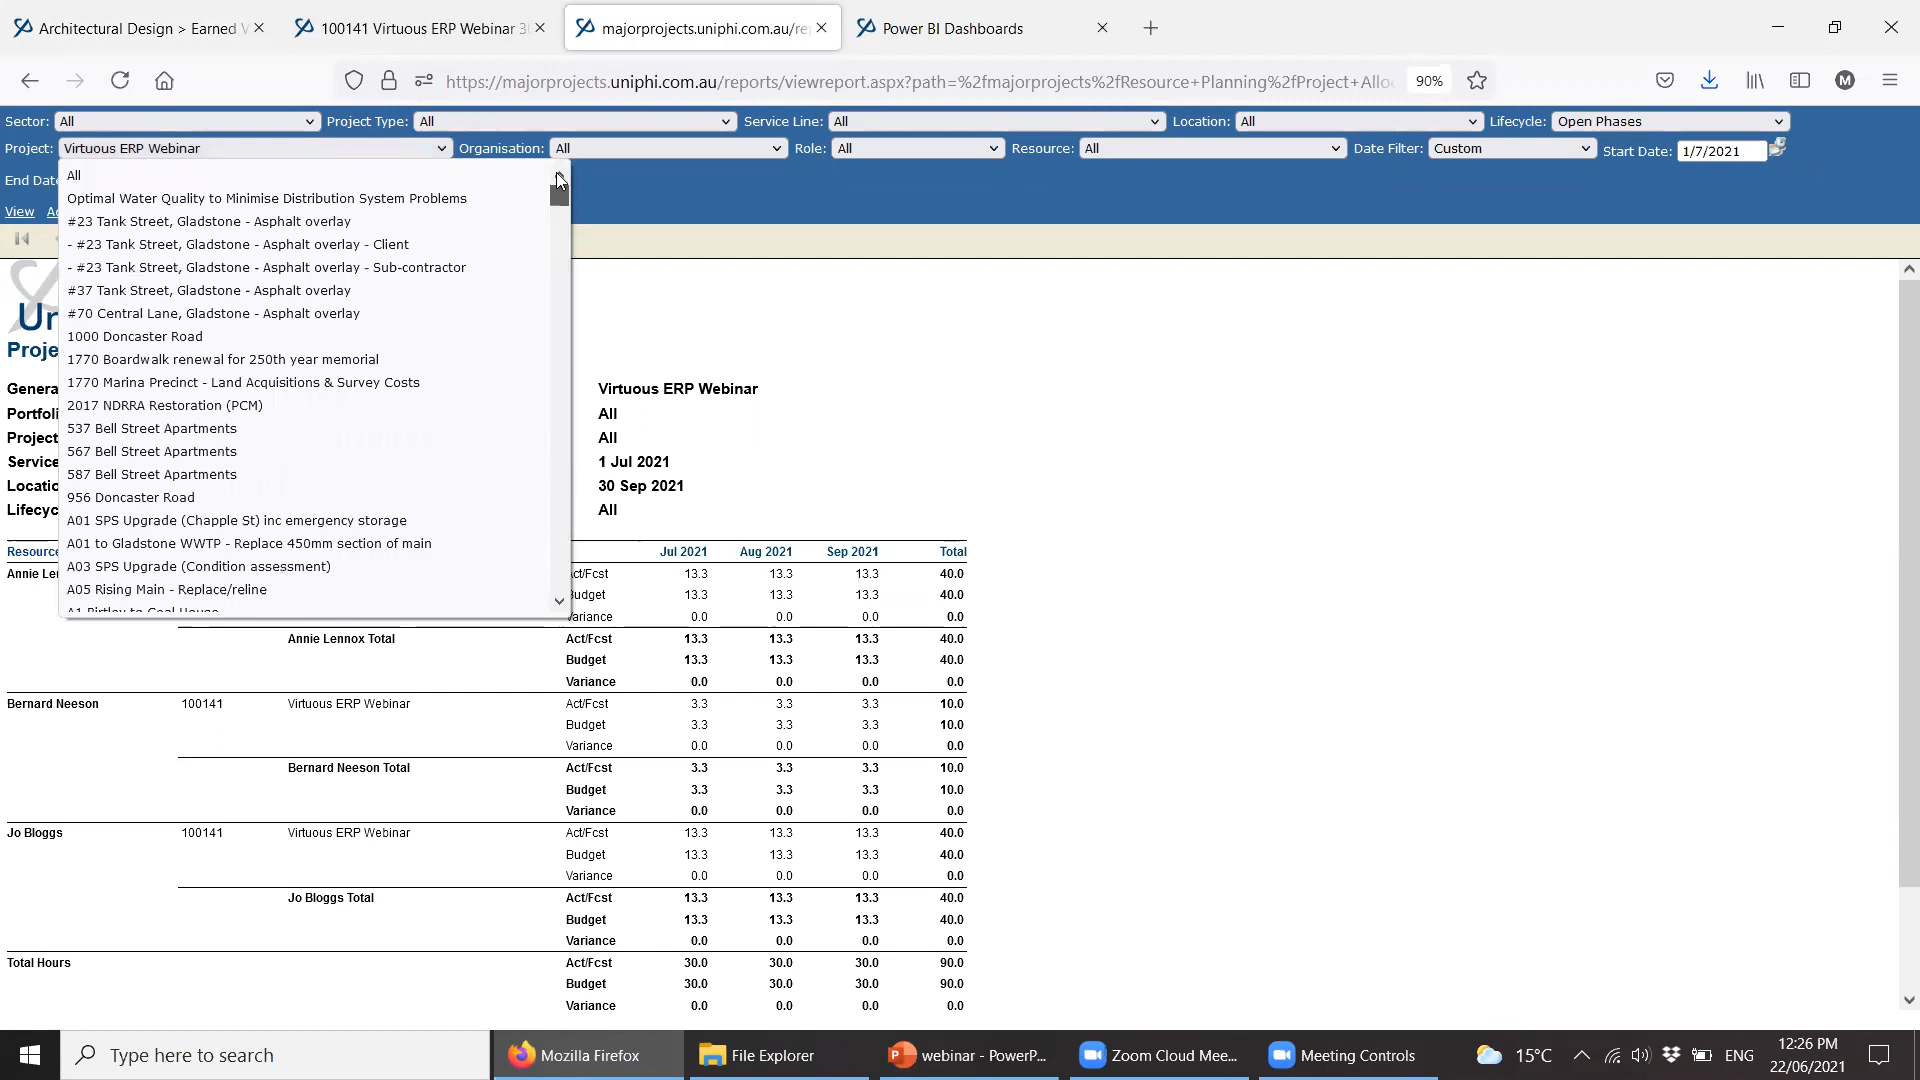 Architectural Design > Earned V
100141 Virtuous ERP Webinar 3
majorprojects.uniphi.com.au/re
Power BI Dashboards
https://majorprojects.uniphi.com.au/reports/viewreport.aspx?path=%2fmajorprojects%2fResource+Planning%2fProject+Alloc
90%
M
Sector: All Project Type: All Service Line: All Location: All Lifecycle: Open Phases
Project: Virtuous ERP Webinar Organisation: All Role: All Resource: All Date Filter: Custom Start Date: 1/7/2021
End Date
View
All
Optimal Water Quality to Minimise Distribution System Problems
#23 Tank Street, Gladstone - Asphalt overlay
- #23 Tank Street, Gladstone - Asphalt overlay - Client
- #23 Tank Street, Gladstone - Asphalt overlay - Sub-contractor
#37 Tank Street, Gladstone - Asphalt overlay
#70 Central Lane, Gladstone - Asphalt overlay
1000 Doncaster Road
1770 Boardwalk renewal for 250th year memorial
1770 Marina Precinct - Land Acquisitions & Survey Costs
2017 NDRRA Restoration (PCM)
537 Bell Street Apartments
567 Bell Street Apartments
587 Bell Street Apartments
956 Doncaster Road
A01 SPS Upgrade (Chapple St) inc emergency storage
A01 to Gladstone WWTP - Replace 450mm section of main
A03 SPS Upgrade (Condition assessment)
A05 Rising Main - Replace/reline
A1 Birtley to Coal House
Ur
Proje
Genera Virtuous ERP Webinar
Portfoli All
Project All
Service 1 Jul 2021
Locatio 30 Sep 2021
Lifecyc All
Resource Jul 2021 Aug 2021 Sep 2021 Total
Annie Le Act/Fcst 13.3 13.3 13.3 40.0
Budget 13.3 13.3 13.3 40.0
Variance 0.0 0.0 0.0 0.0
Annie Lennox Total Act/Fcst 13.3 13.3 13.3 40.0
Budget 13.3 13.3 13.3 40.0
Variance 0.0 0.0 0.0 0.0
Bernard Neeson 100141 Virtuous ERP Webinar Act/Fcst 3.3 3.3 3.3 10.0
Budget 3.3 3.3 3.3 10.0
Variance 0.0 0.0 0.0 0.0
Bernard Neeson Total Act/Fcst 3.3 3.3 3.3 10.0
Budget 3.3 3.3 3.3 10.0
Variance 0.0 0.0 0.0 0.0
Jo Bloggs 100141 Virtuous ERP Webinar Act/Fcst 13.3 13.3 13.3 40.0
Budget 13.3 13.3 13.3 40.0
Variance 0.0 0.0 0.0 0.0
Jo Bloggs Total Act/Fcst 13.3 13.3 13.3 40.0
Budget 13.3 13.3 13.3 40.0
Variance 0.0 0.0 0.0 0.0
Total Hours Act/Fcst 30.0 30.0 30.0 90.0
Budget 30.0 30.0 30.0 90.0
Variance 0.0 0.0 0.0 0.0
Type here to search
Mozilla Firefox
File Explorer
webinar - PowerP...
Zoom Cloud Mee...
Meeting Controls
15°C
ENG
12:26 PM
22/06/2021